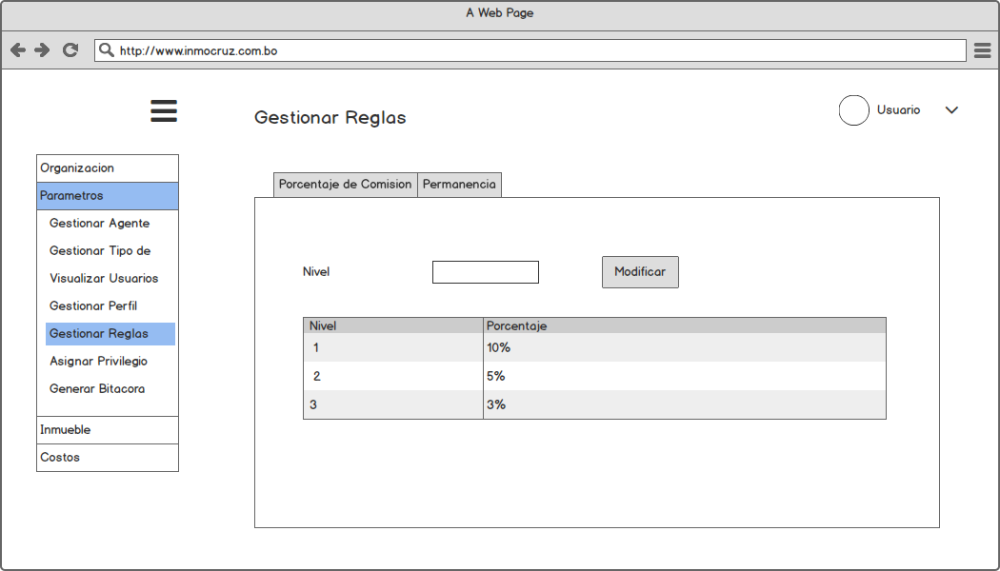 A Web Page
http://www.inmocruz.com.bo
Gestionar Reglas
Usuario
Organizacion
Parametros
Gestionar Agente
Gestionar Tipo de
Visualizar Usuarios
Gestionar Perfil
Gestionar Reglas
Asignar Privilegio
Generar Bitacora
Inmueble
Costos
Porcentaje de Comision Permanencia
Nivel Modificar
Nivel Porcentaje
1 10%
2 5%
3 3%